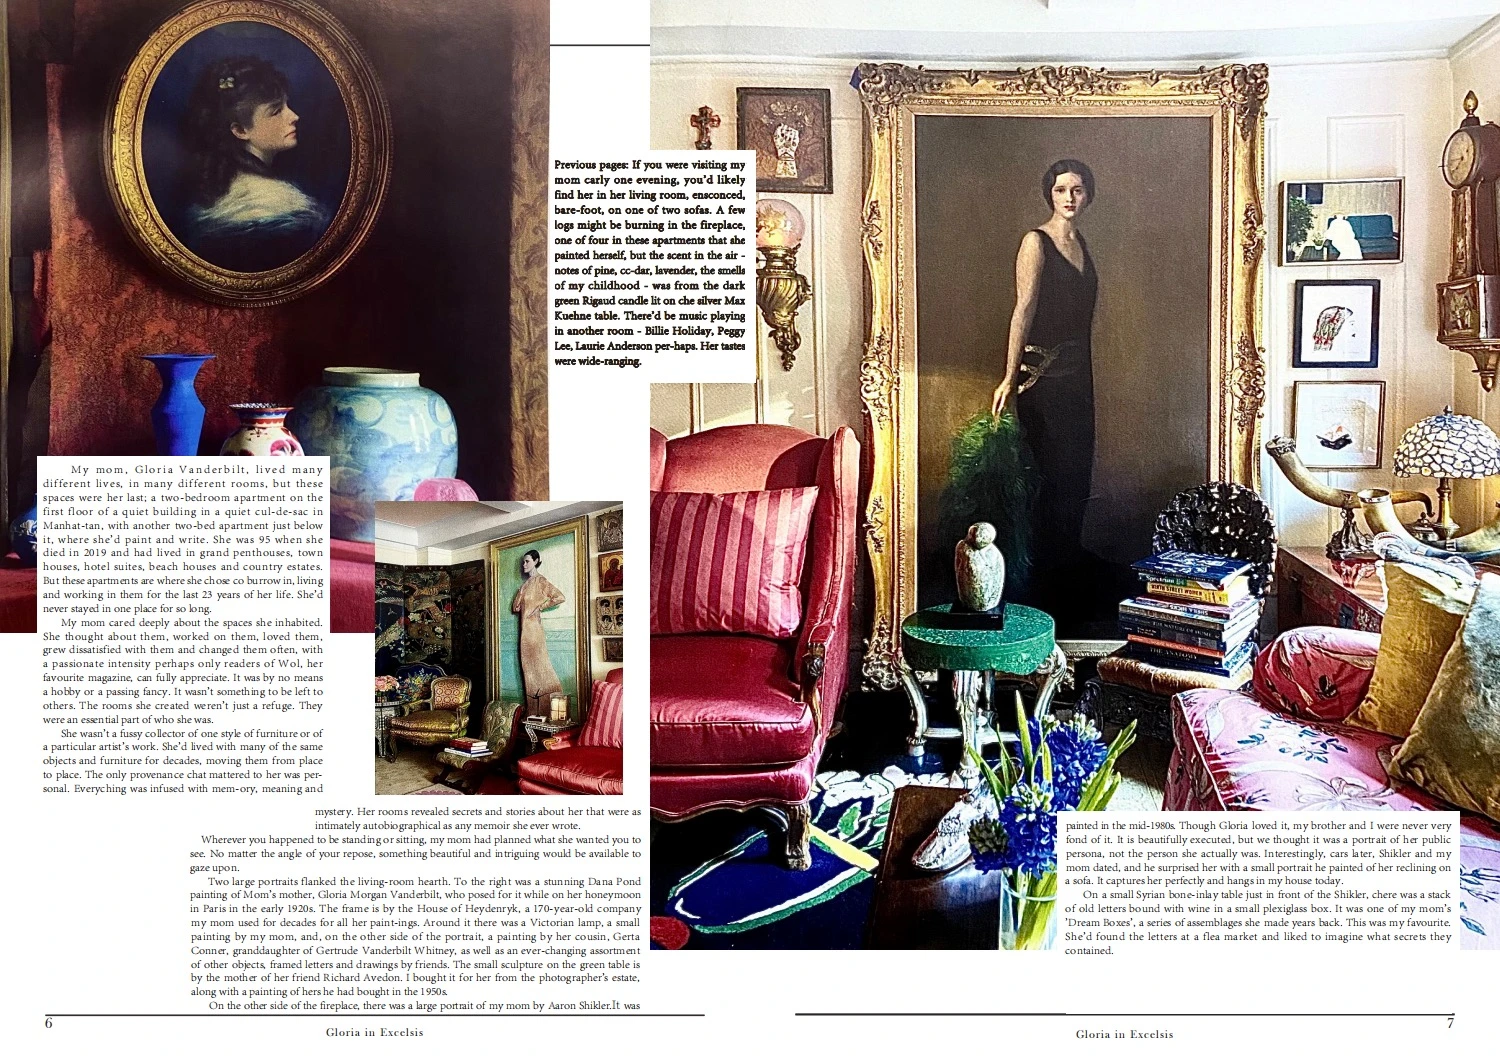 Previous pages: If you were visiting my
mom carly one evening, you'd likely
find her in her living room, ensconced,
bare-foot, on one of two sofas. A few
logs might be burning in the fireplace,
one of four in these apartments that she
painted herself, but the scent in the air -
notes of pine, cc-dar, lavender, the smells
of my childhood - was from the dark
green Rigaud candle lit on che silver Max
Kuehne table. There'd be music playing
in another room - Billie Holiday, Peggy
Lee, Laurie Anderson per-haps. Her tastes
were wide-ranging.
My mom, Gloria Vanderbilt, lived many
different lives, in many different rooms, but these
spaces were her last; a two-bedroom apartment on the
first floor of a quiet building in a quiet cul-de-sac in
Manhat-tan, with another two-bed apartment just below
it, where she'd paint and write. She was 95 when she
died in 2019 and had lived in grand penthouses, town
houses, hotel suites, beach houses and country estates.
But these apartments are where she chose co burrow in, living
and working in them for the last 23 years of her life. She'd
never stayed in one place for so long.
My mom cared deeply about the spaces she inhabited.
She thought about them, worked on them, loved them,
grew dissatisfied with them and changed them often, with
a passionate intensity perhaps only readers of Wol, her
favourite magazine, can fully appreciate. It was by no means
a hobby or a passing fancy. It wasn't something to be left to
others. The rooms she created weren't just a refuge. They
were an essential part of who she was.
She wasn't a fussy collector of one style of furniture or of
a particular artist's work. She'd lived with many of the same
objects and furniture for decades, moving them from place
to place. The only provenance chat mattered to her was per-
sonal. Everyching was infused with mem-ory, meaning and
mystery. Her rooms revealed secrets and stories about her that were as
intimately autobiographical as any memoir she ever wrote.
Wherever you happened to be standing or sitting, my mom had planned what she wanted you to
see. No matter the angle of your repose, something beautiful and intriguing would be available to
gaze upon.
Two large portraits flanked the living-room hearth. To the right was a stunning Dana Pond
painting of Mom's mother, Gloria Morgan Vanderbilt, who posed for it while on her honeymoon
in Paris in the early 1920s. The frame is by the House of Heydenryk, a 170-year-old company
my mom used for decades for all her paint-ings. Around it there was a Victorian lamp, a small
painting by my mom, and, on the other side of the portrait, a painting by her cousin, Gerta
Conner, granddaughter of Gertrude Vanderbilt Whitney, as well as an ever-changing assortment
of other objects, framed letters and drawings by friends. The small sculpture on the green table is
by the mother of her friend Richard Avedon. I bought it for her from the photographer's estate,
along with a painting of hers he had bought in the 1950s.
On the other side of the fireplace, there was a large portrait of my mom by Aaron Shikler.It was
painted in the mid-1980s. Though Gloria loved it, my brother and I were never very
fond of it. It is beautifully executed, but we thought it was a portrait of her public
persona, not the person she actually was. Interestingly, cars later, Shikler and my
mom dated, and he surprised her with a small portrait he painted of her reclining on
a sofa. It captures her perfectly and hangs in my house today.
On a small Syrian bone-inlay table just in front of the Shikler, chere was a stack
of old letters bound with wine in a small plexiglass box. It was one of my mom's
'Dream Boxes', a series of assemblages she made years back. This was my favourite.
She'd found the letters at a flea market and liked to imagine what secrets they
contained.
6
Gloria in Excelsis
7
Gloria in Excelsis